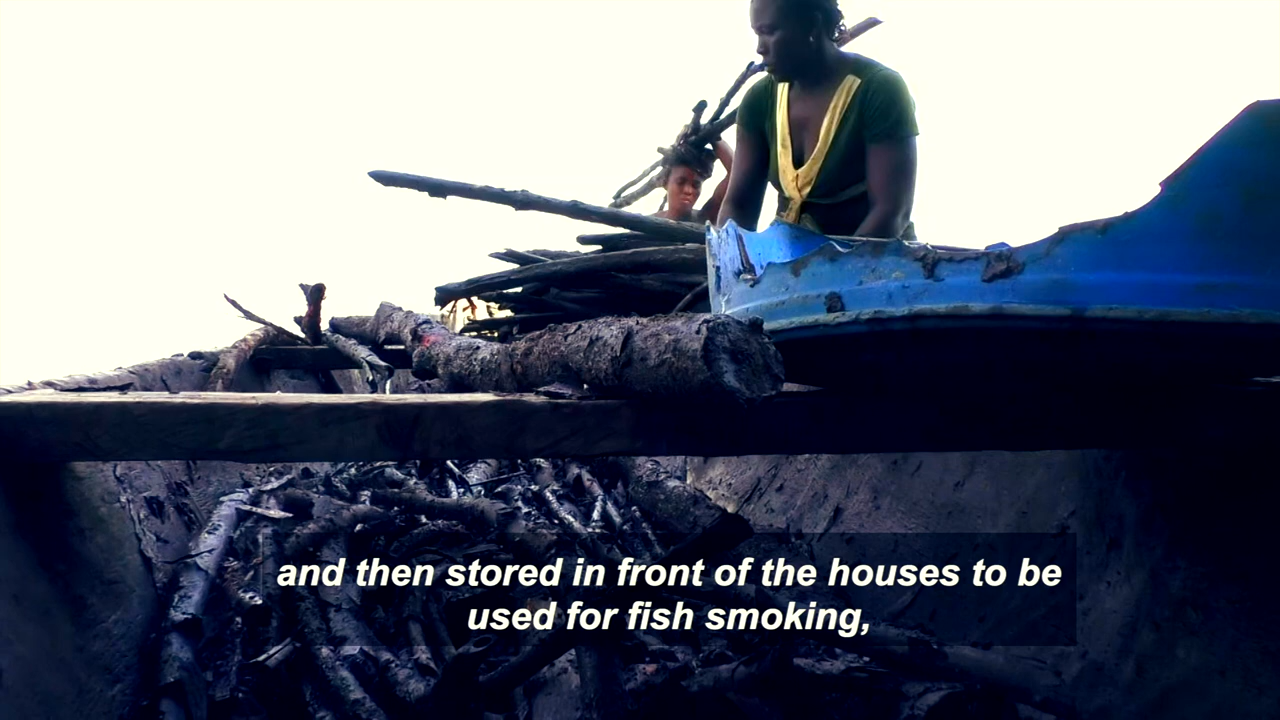 and then stored in front of the houses to be
used for fish smoking,